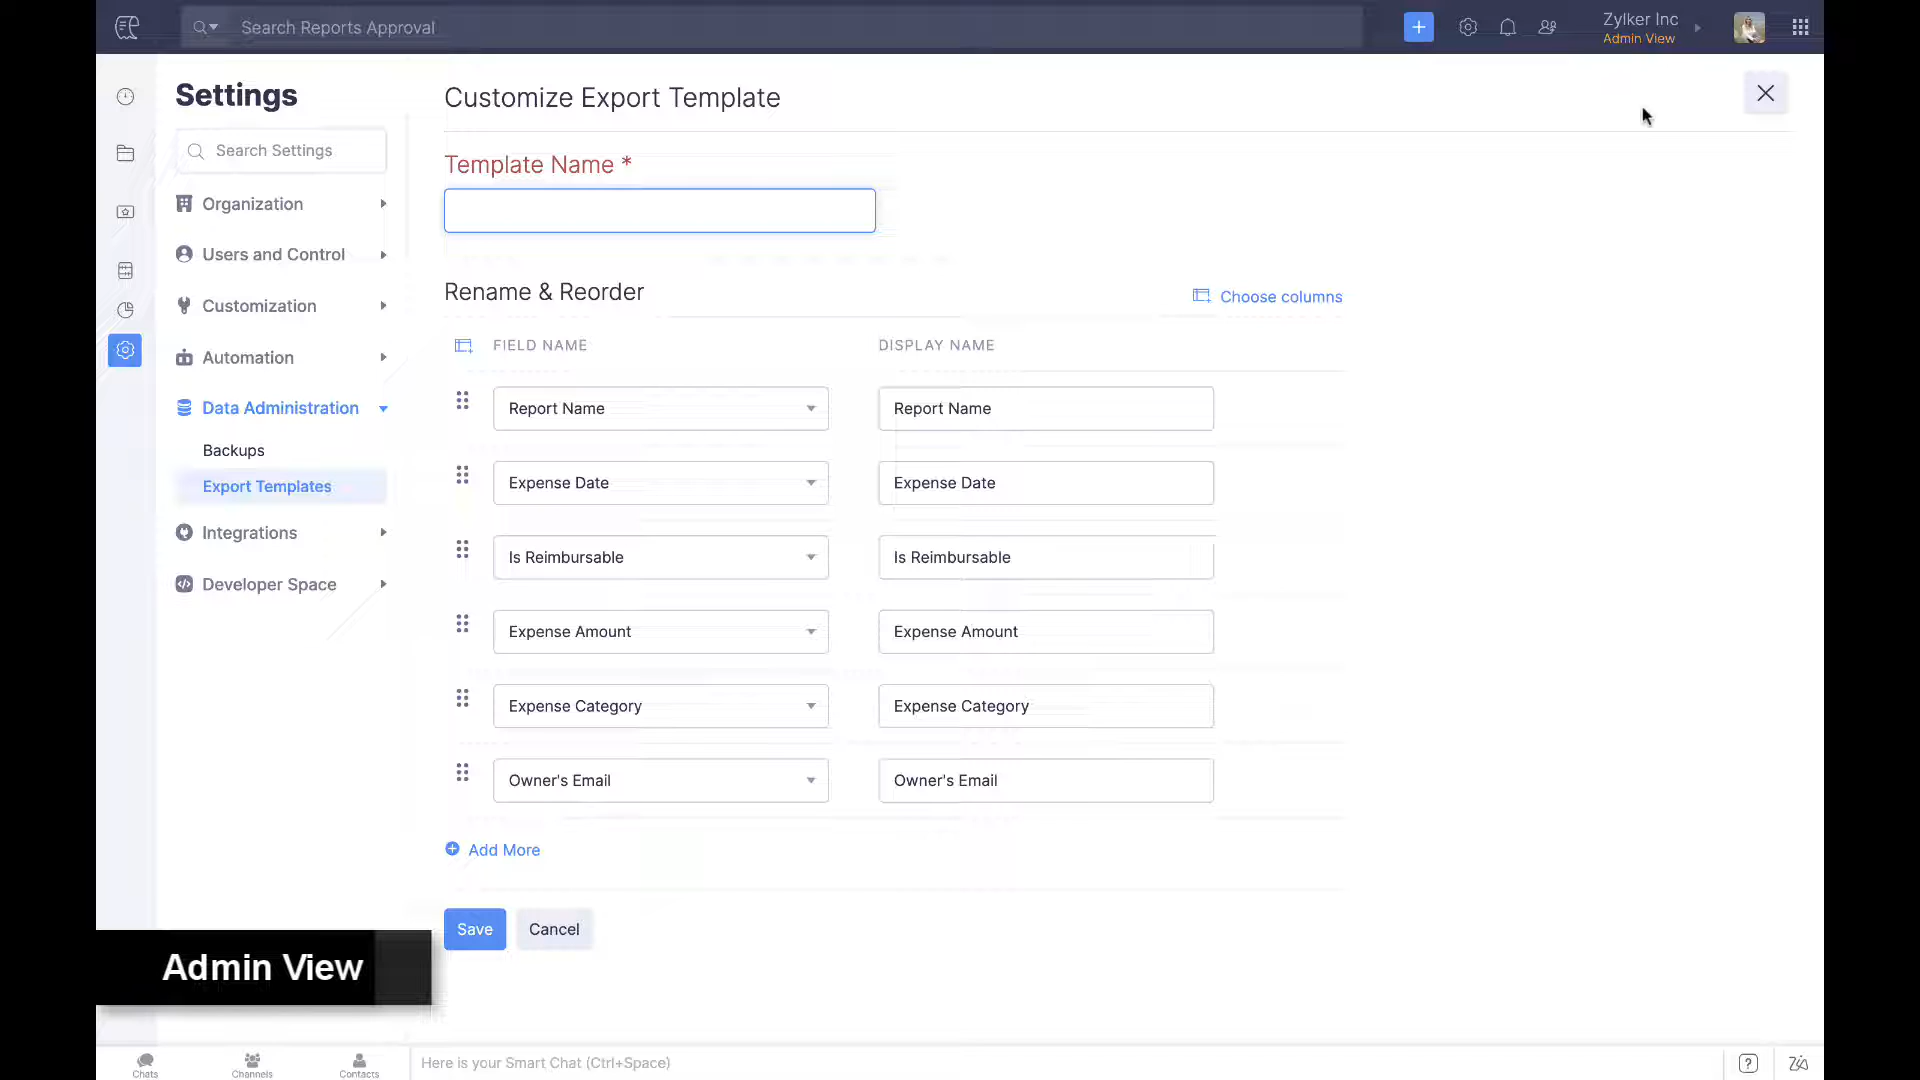 Search Reports Approval
Zylker Inc
Admin View
Settings
Search Settings
Organization
Users and Control
Customization
Automation
Data Administration
Backups
Export Templates
Integrations
Developer Space
Customize Export Template
Template Name *
Rename & Reorder
Choose columns
FIELD NAME DISPLAY NAME
Report Name Report Name
Expense Date Expense Date
Is Reimbursable Is Reimbursable
Expense Amount Expense Amount
Expense Category Expense Category
Owner's Email Owner's Email
Add More
Save Cancel
Admin View
Chats Channels Contacts
Here is your Smart Chat (Ctrl+Space)